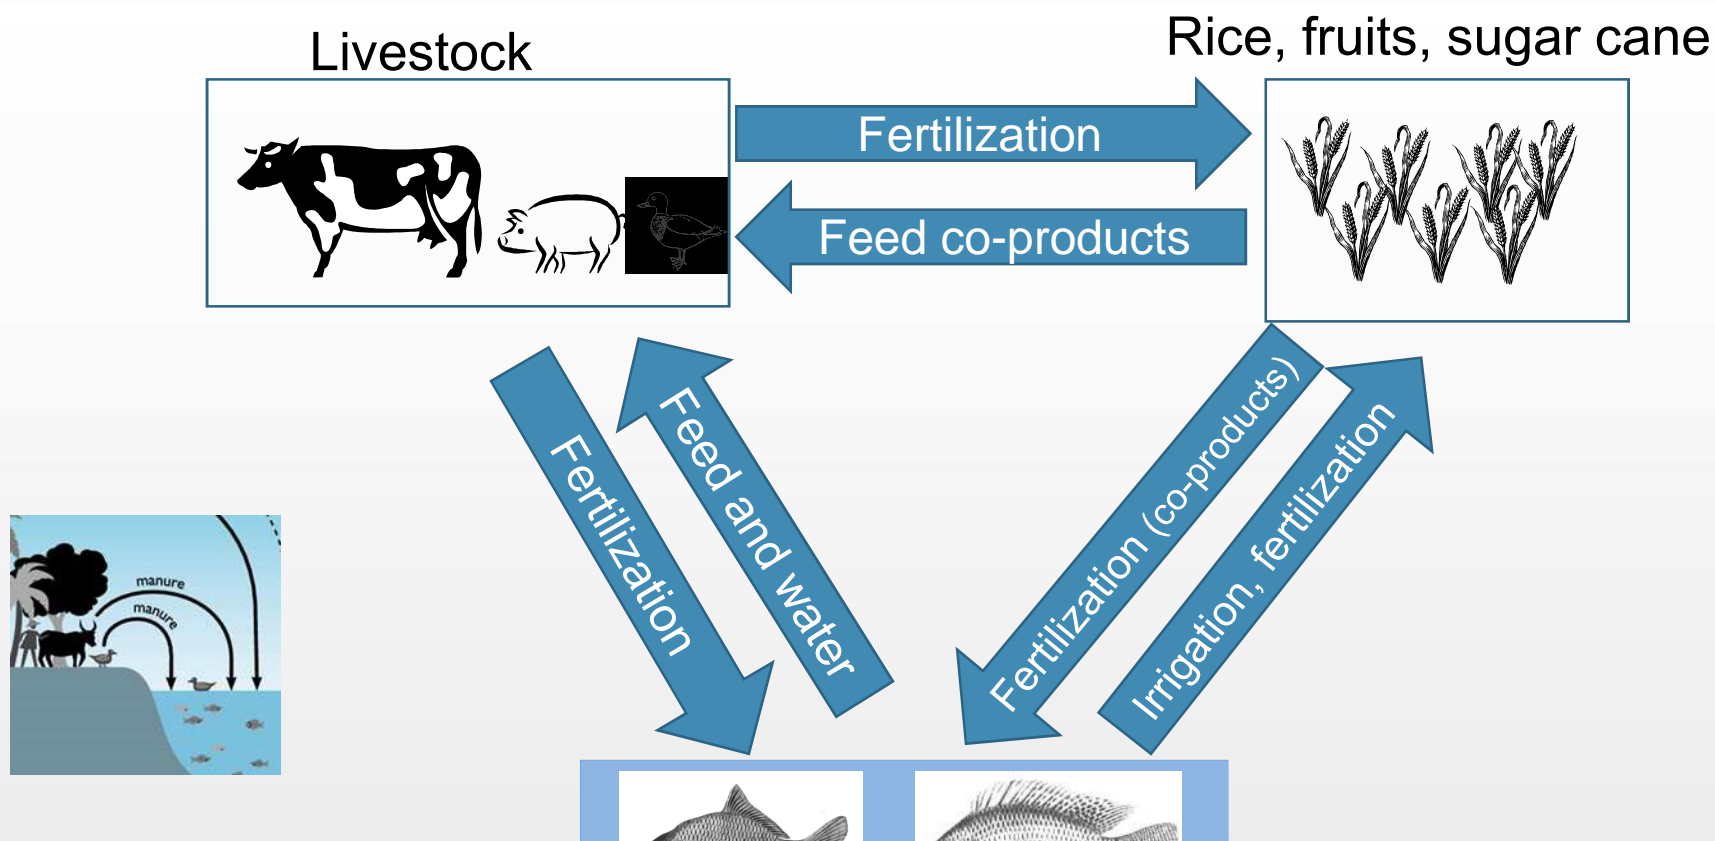 Livestock
Rice, fruits, sugar cane
Fertilization
Feed co-products
Fertilization
Feed and water
Fertilization (co-products)
Irrigation, fertilization
manure
manure